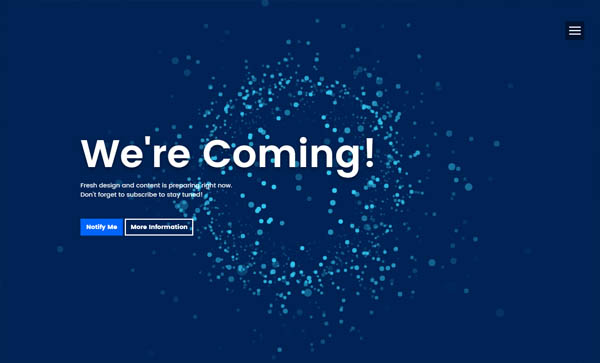 We're Coming!
Fresh design and content is preparing right now.
Don't forget to subscribe to stay tuned!
Notify Me
More Information